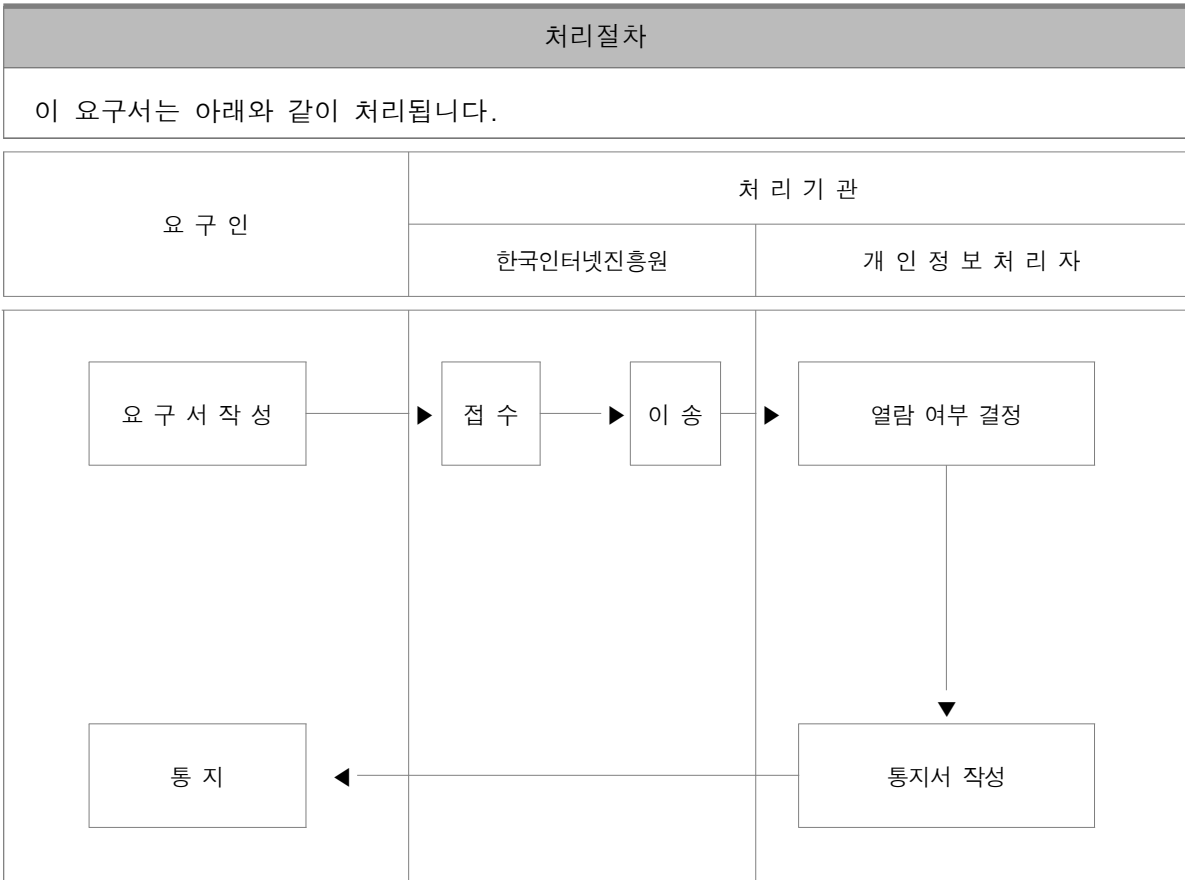 처리절차
이 요구서는 아래와 같이 처리됩니다.
요 구 인
처 리 기 관
한국인터넷진흥원
개 인 정 보 처 리 자
요 구 서 작 성
접 수
이 송
열람 여부 결정
통 지
통지서 작성